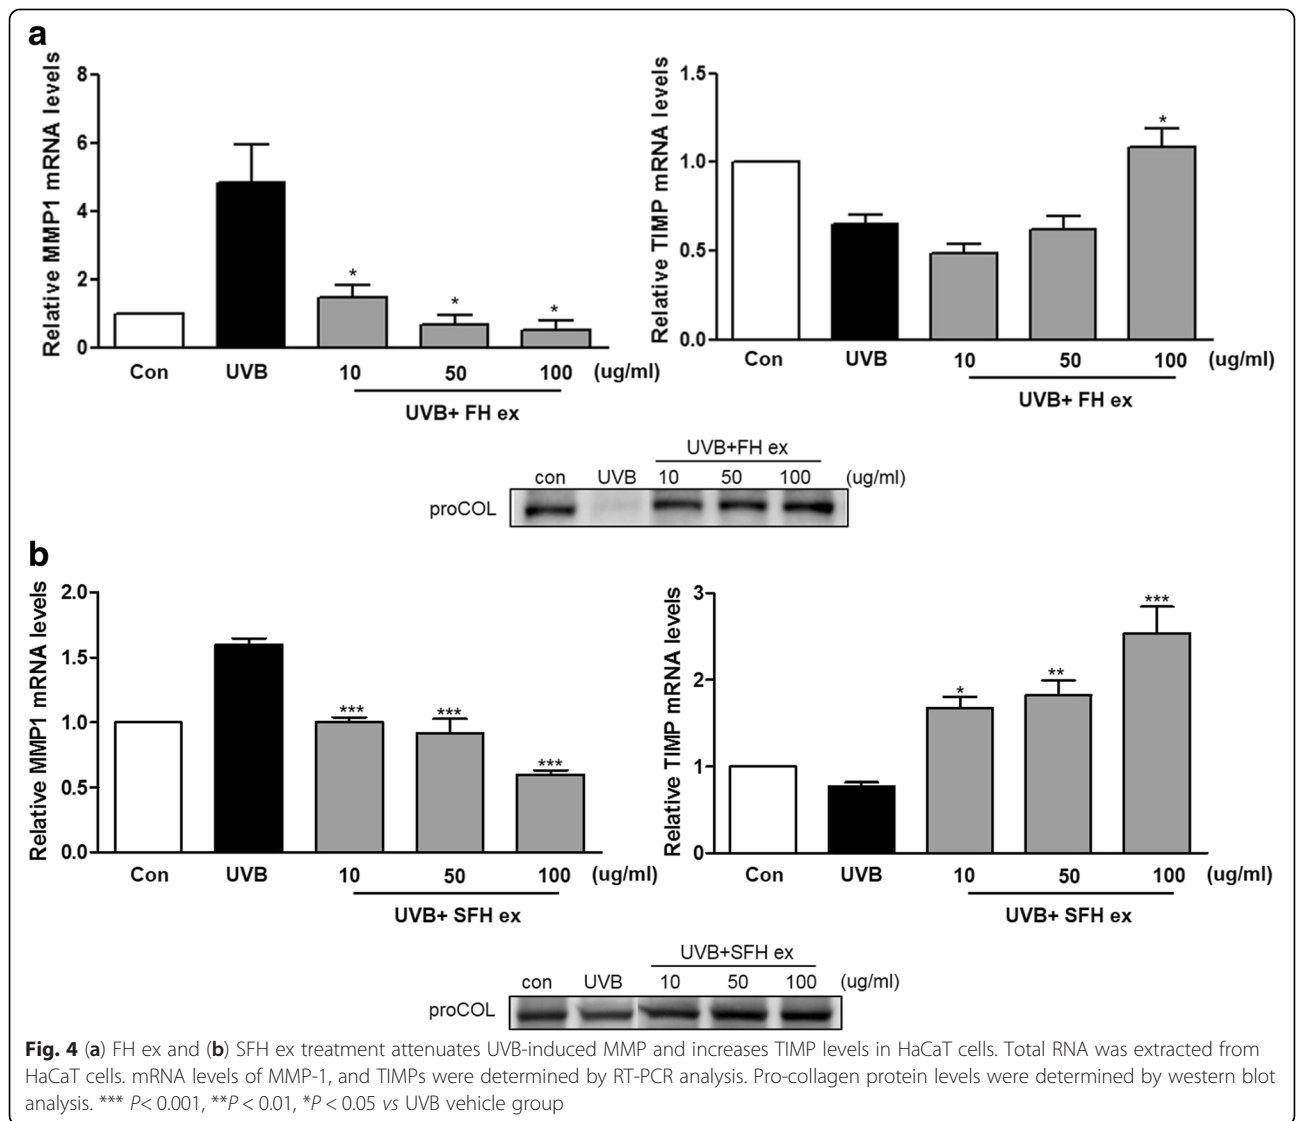 a
Relative MMP1 mRNA levels
8
6
4
2
0
Con UVB 10 50 100 (ug/ml)
UVB+ FH ex
* * *
Relative TIMP mRNA levels
1.5
1.0
0.5
0.0
Con UVB 10 50 100 (ug/ml)
UVB+ FH ex
*
UVB+FH ex
con UVB 10 50 100 (ug/ml)
proCOL
b
Relative MMP1 mRNA levels
2.0
1.5
1.0
0.5
0.0
*** *** ***
Con UVB 10 50 100 (ug/ml)
UVB+ SFH ex
Relative TIMP mRNA levels
3
2
1
0
* ** ***
Con UVB 10 50 100 (ug/ml)
UVB+ SFH ex
UVB+SFH ex
con UVB 10 50 100 (ug/ml)
proCOL
Fig. 4 (a) FH ex and (b) SFH ex treatment attenuates UVB-induced MMP and increases TIMP levels in HaCaT cells. Total RNA was extracted from
HaCaT cells. mRNA levels of MMP-1, and TIMPs were determined by RT-PCR analysis. Pro-collagen protein levels were determined by western blot
analysis. *** P< 0.001, **P < 0.01, *P < 0.05 vs UVB vehicle group